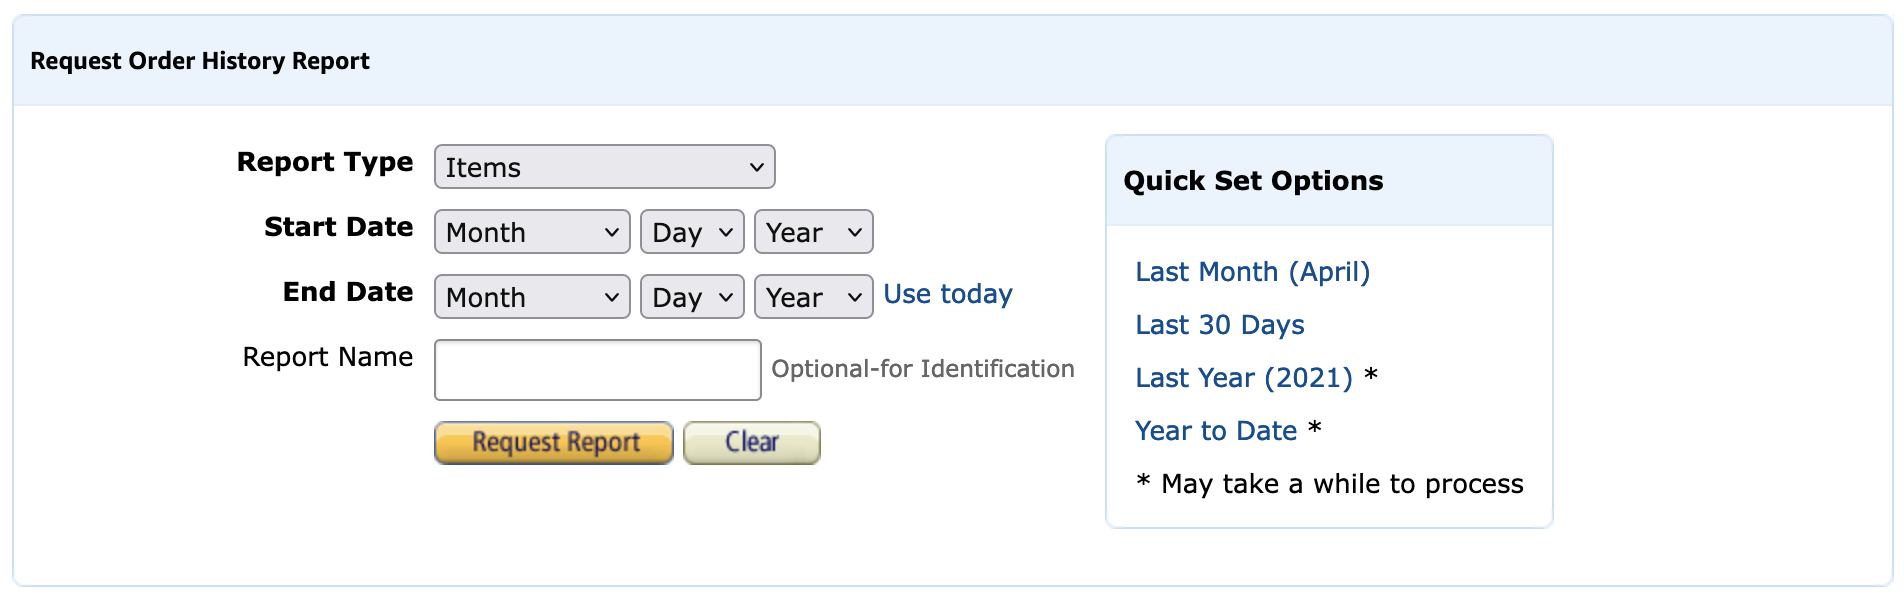 Request Order History Report
Report Type Items
Start Date Month Day Year
End Date Month Day Year Use today
Report Name Optional-for Identification
Request Report Clear
Quick Set Options
Last Month (April)
Last 30 Days
Last Year (2021) *
Year to Date *
* May take a while to process